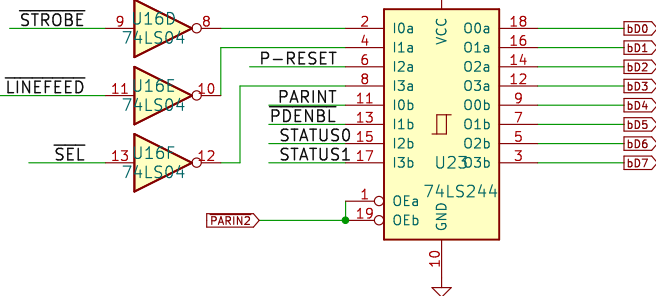 STROBE 9 U16D 8 2 I0a VCC O0a 18 bD0
74LS04
4 I1a O1a 16 bD1
P-RESET 6 I2a O2a 14 bD2
LINEFEED 11 U16E 10 8 I3a O3a 12 bD3
74LS04
PARINT 11 I0b O0b 9 bD4
PDENBL 13 I1b O1b 7 bD5
STATUS0 15 I2b O2b 5 bD6
SEL 13 U16F 12 STATUS1 17 I3b U23 O3b 3 bD7
74LS04
74LS244
1 OEa
PARIN2 19 OEb GND
10